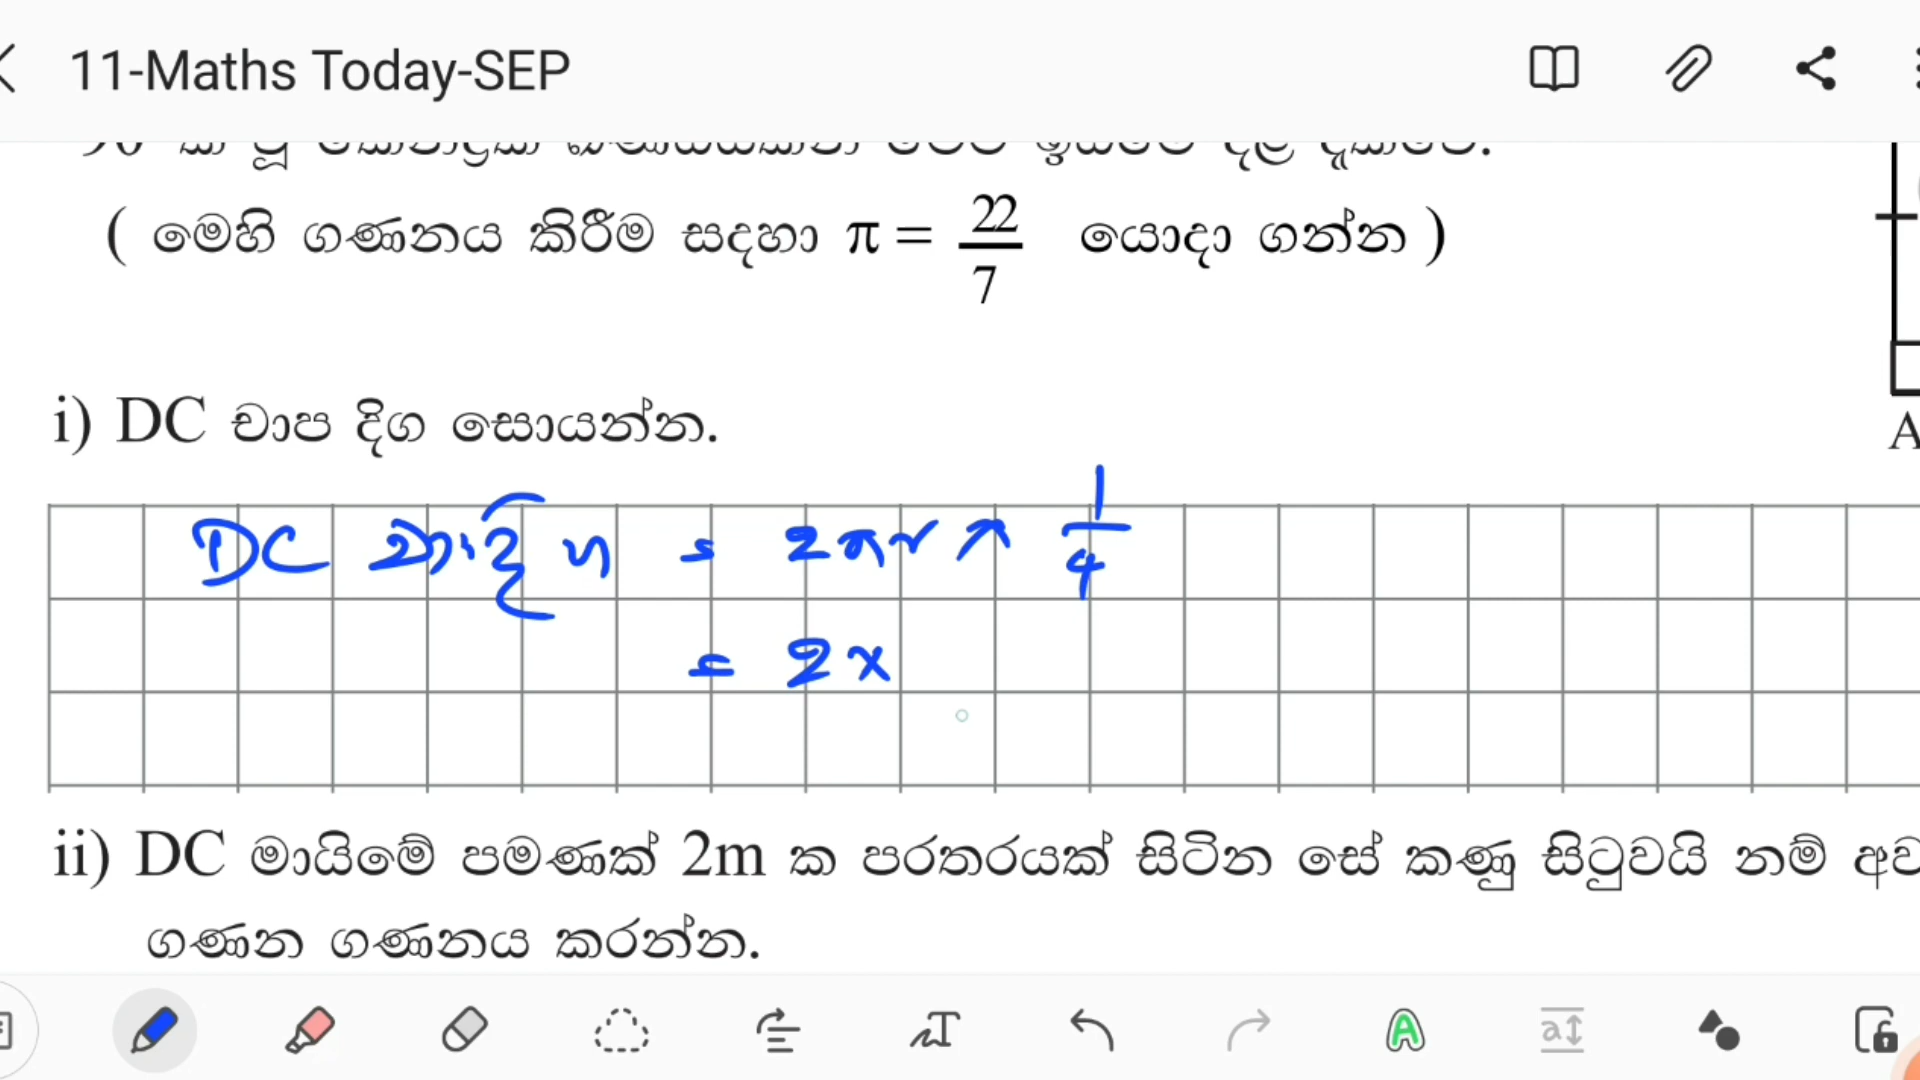 11-Maths Today-SEP
( මෙහි ගණනය කිරීම සදහා π = 22/7 යොදා ගන්න )
i) DC චාප දිග සොයන්න.
A
DC චාප දිග = 2πr × 1/4
= 2 ×
ii) DC මායිමේ පමණක් 2m ක පරතරයක් සිටින සේ කණු සිටුවයි නම් අව
ගණන ගණනය කරන්න.